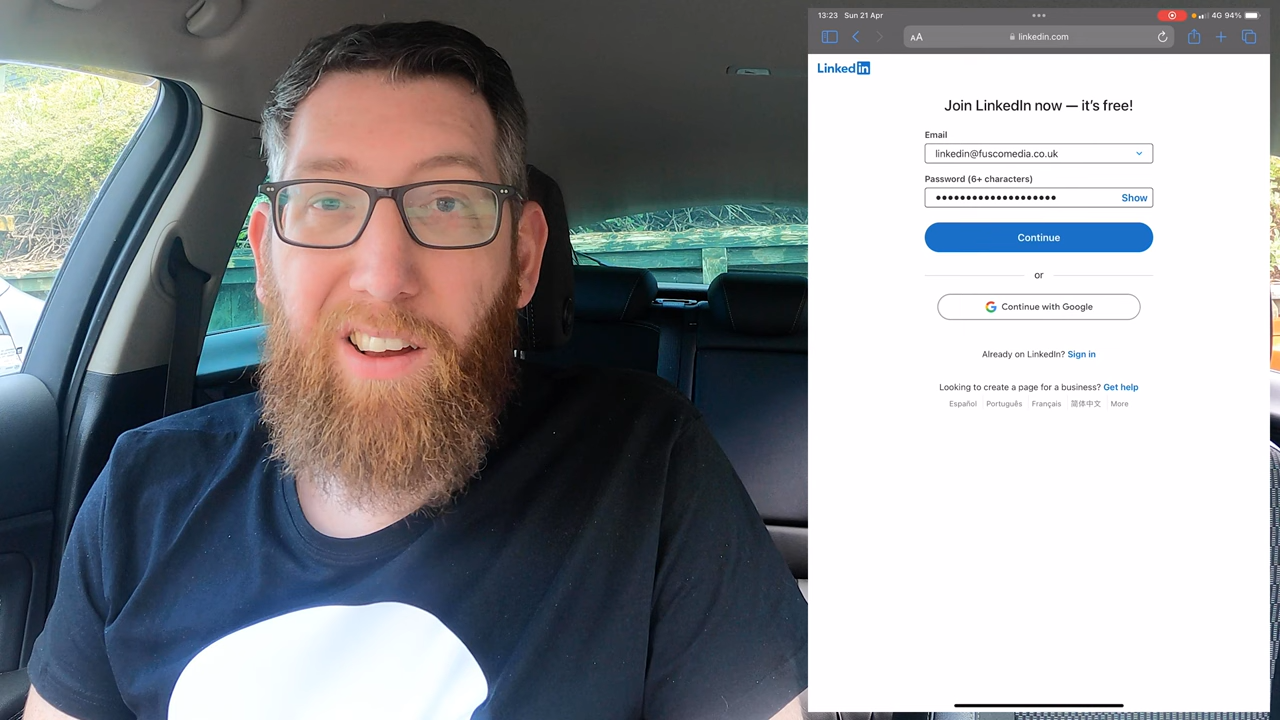 13:23 Sun 21 Apr
4G 94%
AA
linkedin.com
Linked in
Join LinkedIn now — it's free!
Email
linkedin@fuscomedia.co.uk
Password (6+ characters)
•••••••••••••••••••• Show
Continue
or
G Continue with Google
Already on LinkedIn? Sign in
Looking to create a page for a business? Get help
Español Português Français 简体中文 More